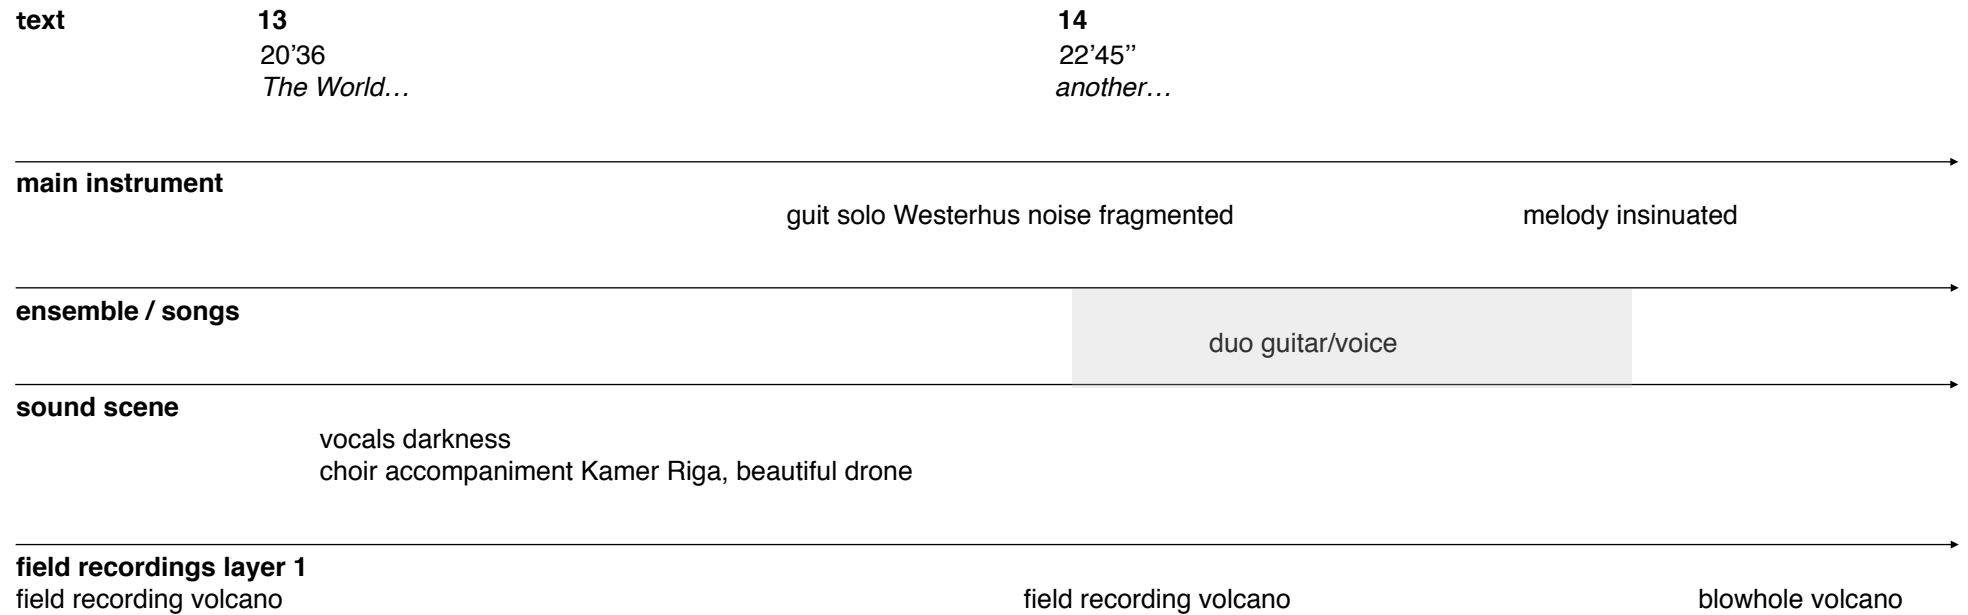 text 13 14
20’36 22’45’’
The World… another…
main instrument
guit solo Westerhus noise fragmented melody insinuated
ensemble / songs
duo guitar/voice
sound scene
vocals darkness
choir accompaniment Kamer Riga, beautiful drone
field recordings layer 1
field recording volcano field recording volcano blowhole volcano